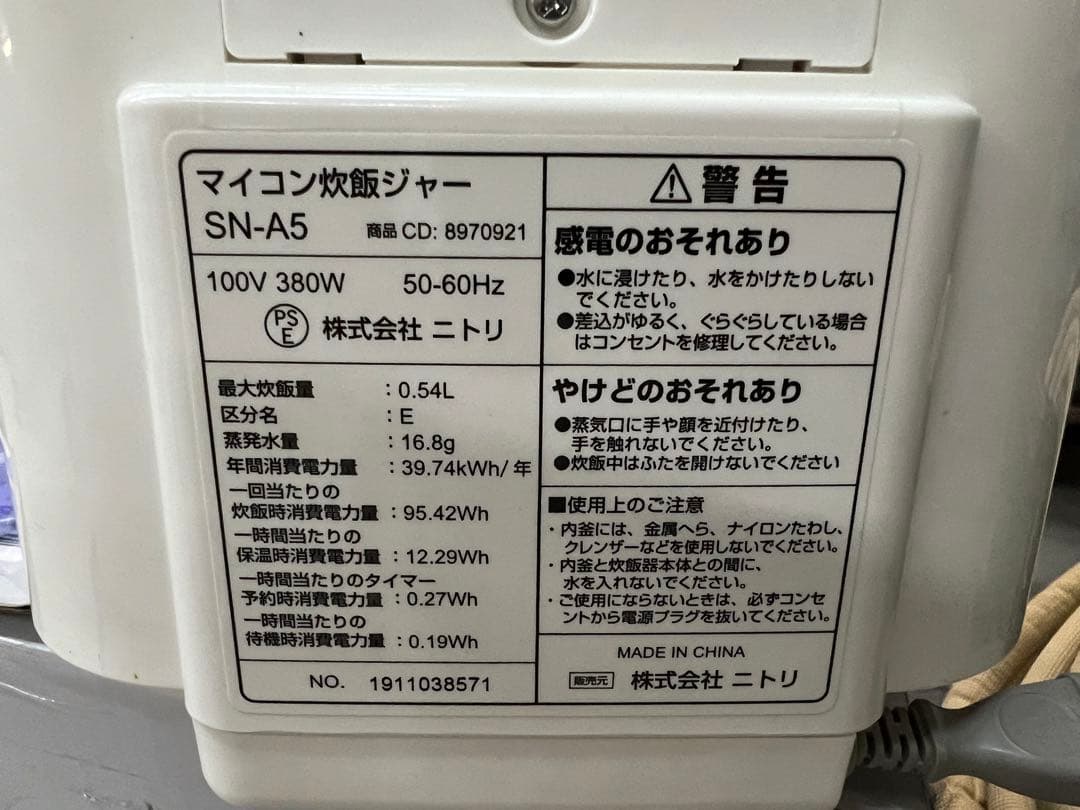 マイコン炊飯ジャー
SN-A5 商品CD: 8970921
100V 380W 50-60Hz
PS
E
株式会社 ニトリ
最大炊飯量 : 0.54L
区分名 : E
蒸発水量 : 16.8g
年間消費電力量 : 39.74kWh/年
一回当たりの
炊飯時消費電力量 : 95.42Wh
一時間当たりの
保温時消費電力量 : 12.29Wh
一時間当たりのタイマー
予約時消費電力量 : 0.27Wh
一時間当たりの
待機時消費電力量 : 0.19Wh
NO. 1911038571
⚠警告
感電のおそれあり
●水に浸けたり、水をかけたりしない
でください。
●差込がゆるく、ぐらぐらしている場合
はコンセントを修理してください。
やけどのおそれあり
●蒸気口に手や顔を近付けたり、
手を触れないでください。
●炊飯中はふたを開けないでください
■使用上のご注意
・内釜には、金属へら、ナイロンたわし、
クレンザーなどを使用しないでください。
・内釜と炊飯器本体との間に、
水を入れないでください。
・ご使用にならないときは、必ずコンセ
ントから電源プラグを抜いてください。
MADE IN CHINA
販売元 株式会社 ニトリ